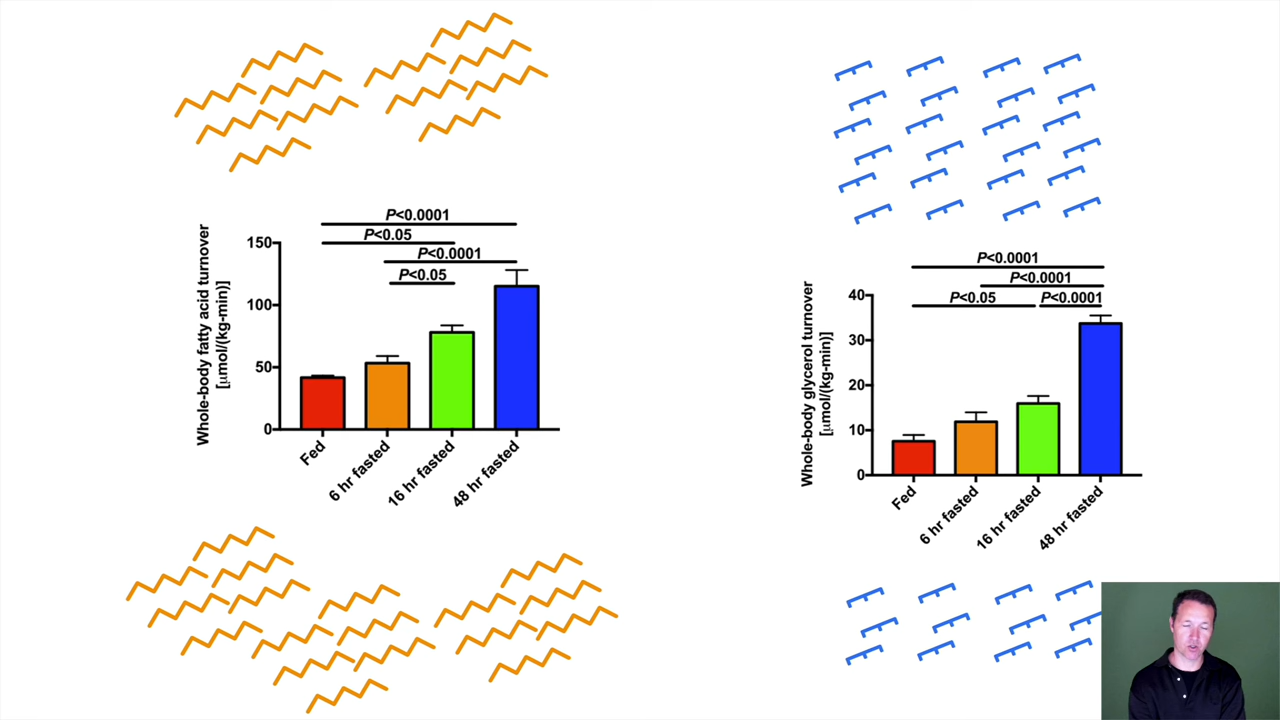 P<0.0001
P<0.05
P<0.0001
P<0.05
Whole-body fatty acid turnover
[µmol/(kg-min)]
150
100
50
0
Fed
6 hr fasted
16 hr fasted
48 hr fasted
P<0.0001
P<0.0001
P<0.05
P<0.0001
Whole-body glycerol turnover
[µmol/(kg-min)]
40
30
20
10
0
Fed
6 hr fasted
16 hr fasted
48 hr fasted